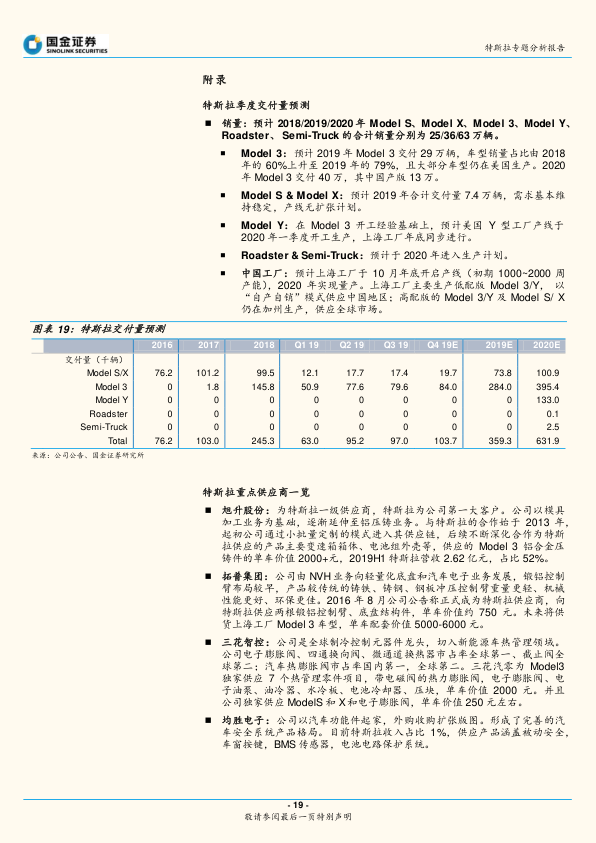 国金证券
SINOLINK SECURITIES
特斯拉专题分析报告
附录
特斯拉季度交付量预测
■ 销量：预计 2018/2019/2020 年 Model S、Model X、Model 3、Model Y、
Roadster、 Semi-Truck 的合计销量分别为 25/36/63 万辆。
■ Model 3：预计 2019 年 Model 3 交付 29 万辆，车型销量占比由 2018
年的 60%上升至 2019 年的 79%，且大部分车型仍在美国生产。2020
年 Model 3 交付 40 万，其中国产版 13 万。
■ Model S & Model X：预计 2019 年合计交付量 7.4 万辆，需求基本维
持稳定，产线无扩张计划。
■ Model Y：在 Model 3 开工经验基础上，预计美国 Y 型工厂产线于
2020 年一季度开工生产，上海工厂年底同步进行。
■ Roadster & Semi-Truck：预计于 2020 年进入生产计划。
■ 中国工厂：预计上海工厂于 10 月年底开启产线（初期 1000~2000 周
产能），2020 年实现量产。上海工厂主要生产低配版 Model 3/Y， 以
“自产自销”模式供应中国地区；高配版的 Model 3/Y 及 Model S/ X
仍在加州生产，供应全球市场。
图表 19：特斯拉交付量预测
2016 2017 2018 Q1 19 Q2 19 Q3 19 Q4 19E 2019E 2020E
交付量（千辆）
Model S/X 76.2 101.2 99.5 12.1 17.7 17.4 19.7 73.8 100.9
Model 3 0 1.8 145.8 50.9 77.6 79.6 84.0 284.0 395.4
Model Y 0 0 0 0 0 0 0 0 133.0
Roadster 0 0 0 0 0 0 0 0 0.1
Semi-Truck 0 0 0 0 0 0 0 0 2.5
Total 76.2 103.0 245.3 63.0 95.2 97.0 103.7 359.3 631.9
来源：公司公告、国金证券研究所
特斯拉重点供应商一览
■ 旭升股份：为特斯拉一级供应商，特斯拉为公司第一大客户。公司以模具
加工业务为基础，逐渐延伸至铝压铸业务。与特斯拉的合作始于 2013 年，
起初公司通过小批量定制的模式进入其供应链，后续不断深化合作为特斯
拉供应的产品主要变速箱箱体、电池组外壳等，供应的 Model 3 铝合金压
铸件的单车价值 2000+元，2019H1 特斯拉营收 2.62 亿元，占比 52%。
■ 拓普集团：公司由 NVH 业务向轻量化底盘和汽车电子业务发展，锻铝控制
臂布局较早，产品较传统的铸铁、铸钢、钢板冲压控制臂重量更轻、机械
性能更好、环保更佳。2016 年 8 月公司公告称正式成为特斯拉供应商，向
特斯拉供应两根锻铝控制臂、底盘结构件，单车价值约 750 元。未来将供
货上海工厂 Model 3 车型，单车配套价值 5000-6000 元。
■ 三花智控：公司是全球制冷控制元器件龙头，切入新能源车热管理领域。
公司电子膨胀阀、四通换向阀、微通道换热器市占率全球第一、截止阀全
球第二；汽车热膨胀阀市占率国内第一，全球第二。三花汽零为 Model3
独家供应 7 个热管理零件项目，带电磁阀的热力膨胀阀，电子膨胀阀、电
子油泵、油冷器、水冷板、电池冷却器、压块，单车价值 2000 元。并且
公司独家供应 ModelS 和 X 和电子膨胀阀，单车价值 250 元左右。
■ 均胜电子：公司以汽车功能件起家，外购收购扩张版图。形成了完善的汽
车安全系统产品格局。目前特斯拉收入占比 1%，供应产品涵盖被动安全，
车窗按键，BMS 传感器，电池电路保护系统。
- 19 -
敬请参阅最后一页特别声明